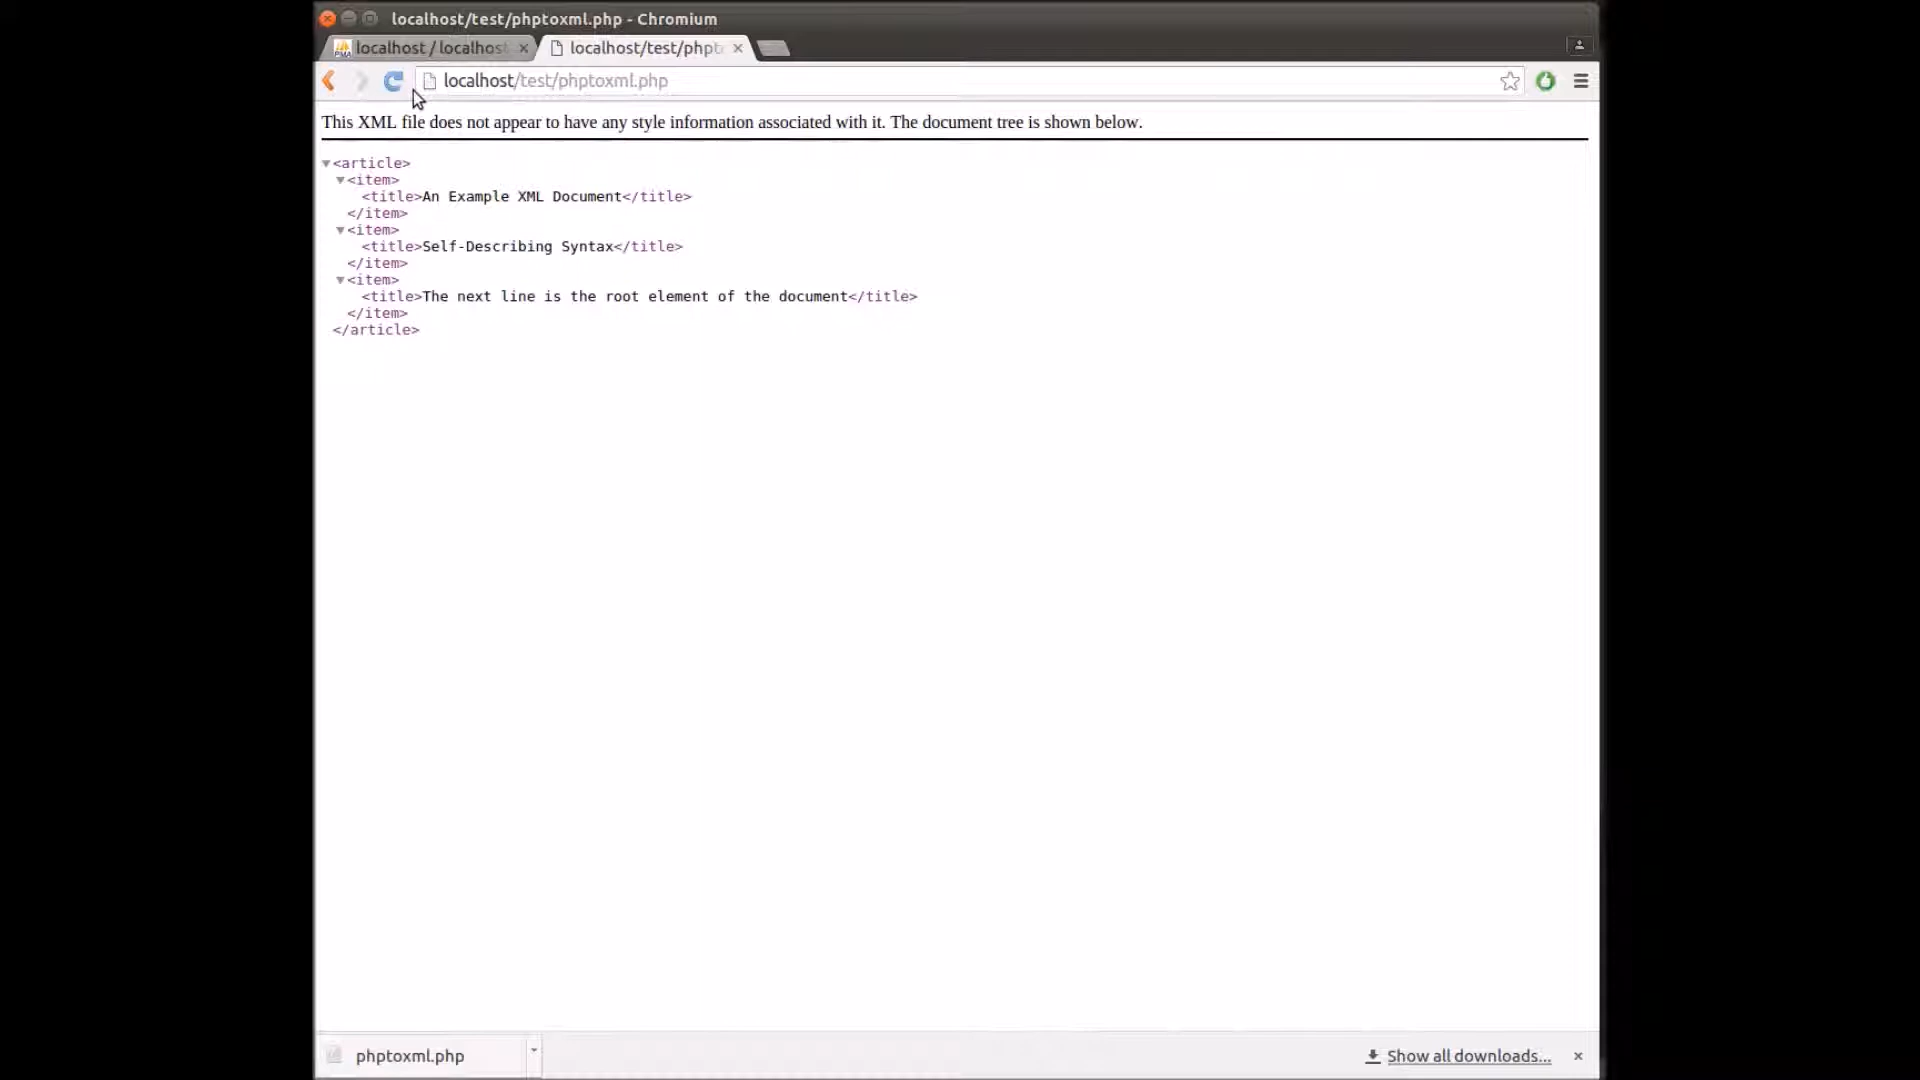 localhost/test/phptoxml.php - Chromium
localhost / localhos
localhost/test/phpt
localhost/test/phptoxml.php
This XML file does not appear to have any style information associated with it. The document tree is shown below.
▼<article>
▼<item>
<title>An Example XML Document</title>
</item>
▼<item>
<title>Self-Describing Syntax</title>
</item>
▼<item>
<title>The next line is the root element of the document</title>
</item>
</article>
phptoxml.php
Show all downloads...